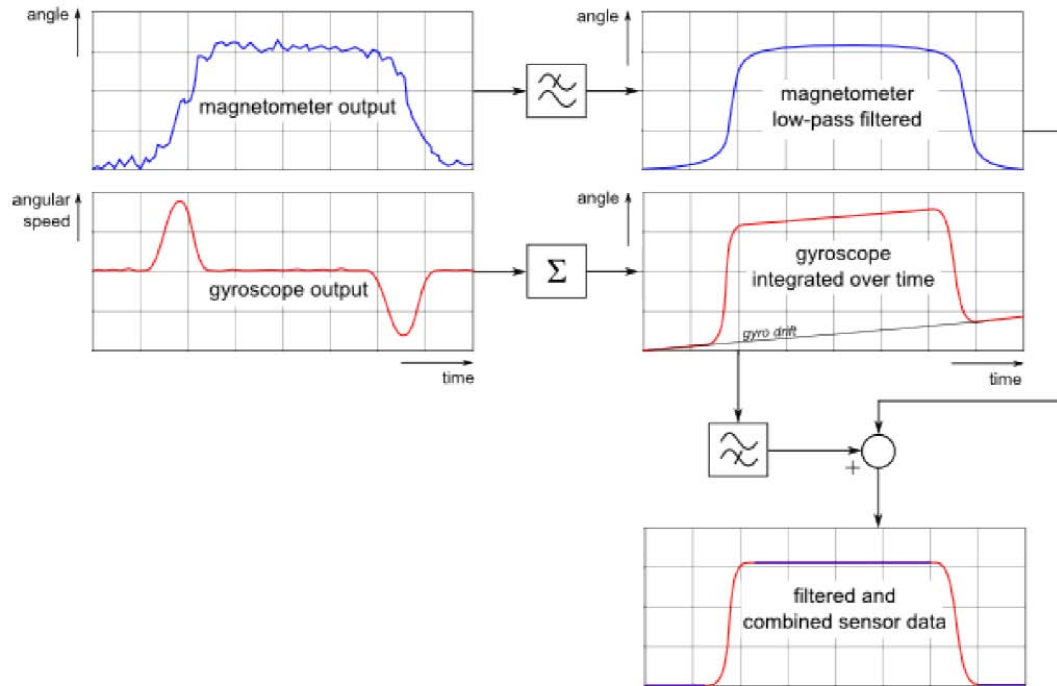 angle
magnetometer output
angle
magnetometer
low-pass filtered
angular
speed
gyroscope output
time
Σ
angle
gyroscope
integrated over time
gyro drift
time
+
filtered and
combined sensor data